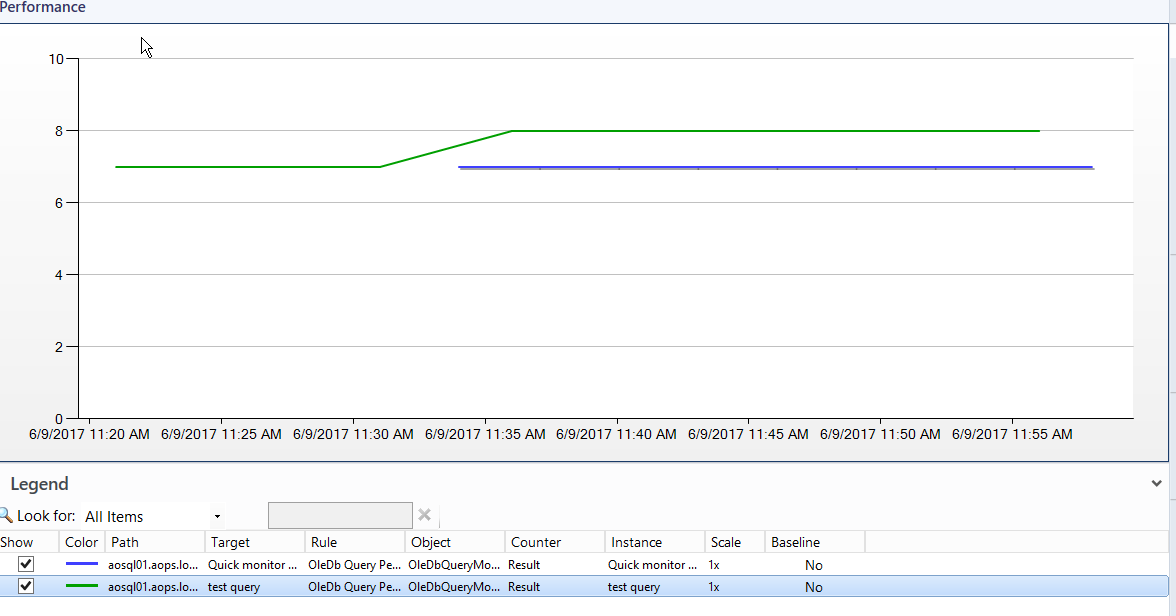 Performance
10
8
6
4
2
0
6/9/2017 11:20 AM 6/9/2017 11:25 AM 6/9/2017 11:30 AM 6/9/2017 11:35 AM 6/9/2017 11:40 AM 6/9/2017 11:45 AM 6/9/2017 11:50 AM 6/9/2017 11:55 AM
Legend
Look for: All Items
Show Color Path Target Rule Object Counter Instance Scale Baseline
aosql01.aops.lo... Quick monitor ... OleDb Query Pe... OleDbQueryMo... Result Quick monitor ... 1x No
aosql01.aops.lo... test query OleDb Query Pe... OleDbQueryMo... Result test query 1x No